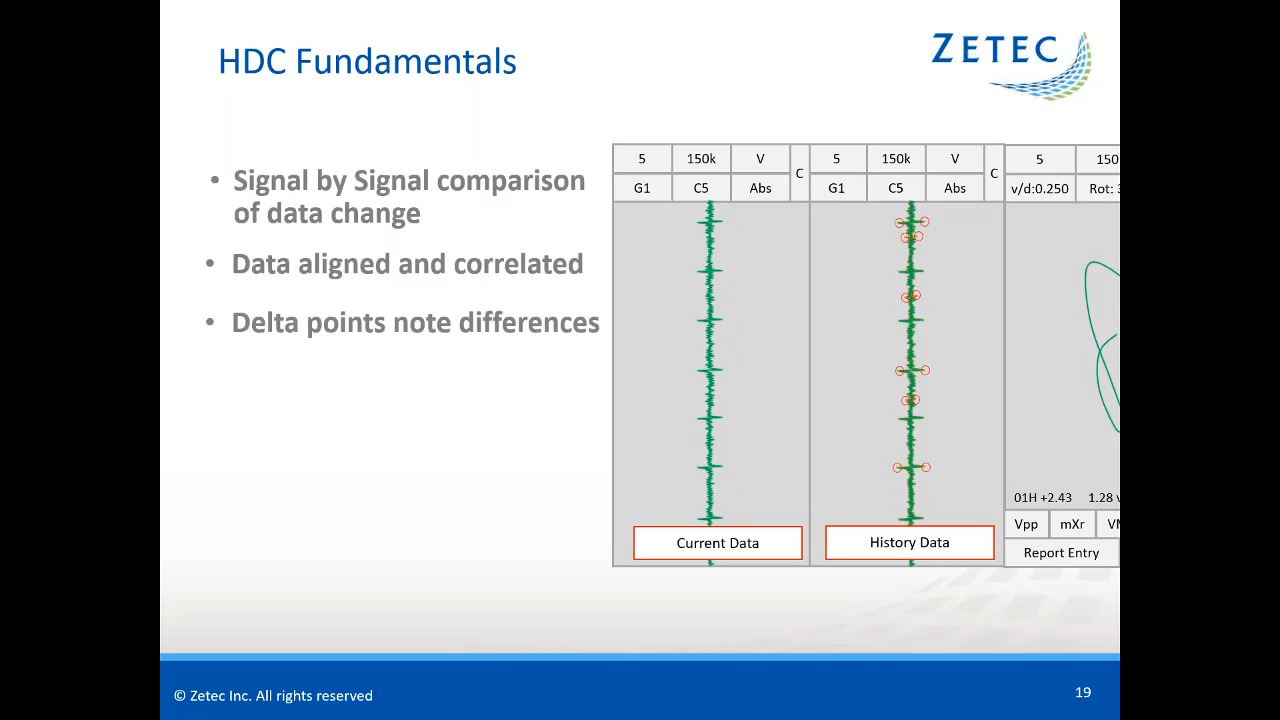 HDC Fundamentals
ZETEC
• Signal by Signal comparison
of data change
• Data aligned and correlated
• Delta points note differences
5 150k V C 5 150k V C 5 150
G1 C5 Abs G1 C5 Abs v/d:0.250 Rot:
01H +2.43 1.28 v
Vpp mXr VM
Report Entry
Current Data History Data
© Zetec Inc. All rights reserved
19